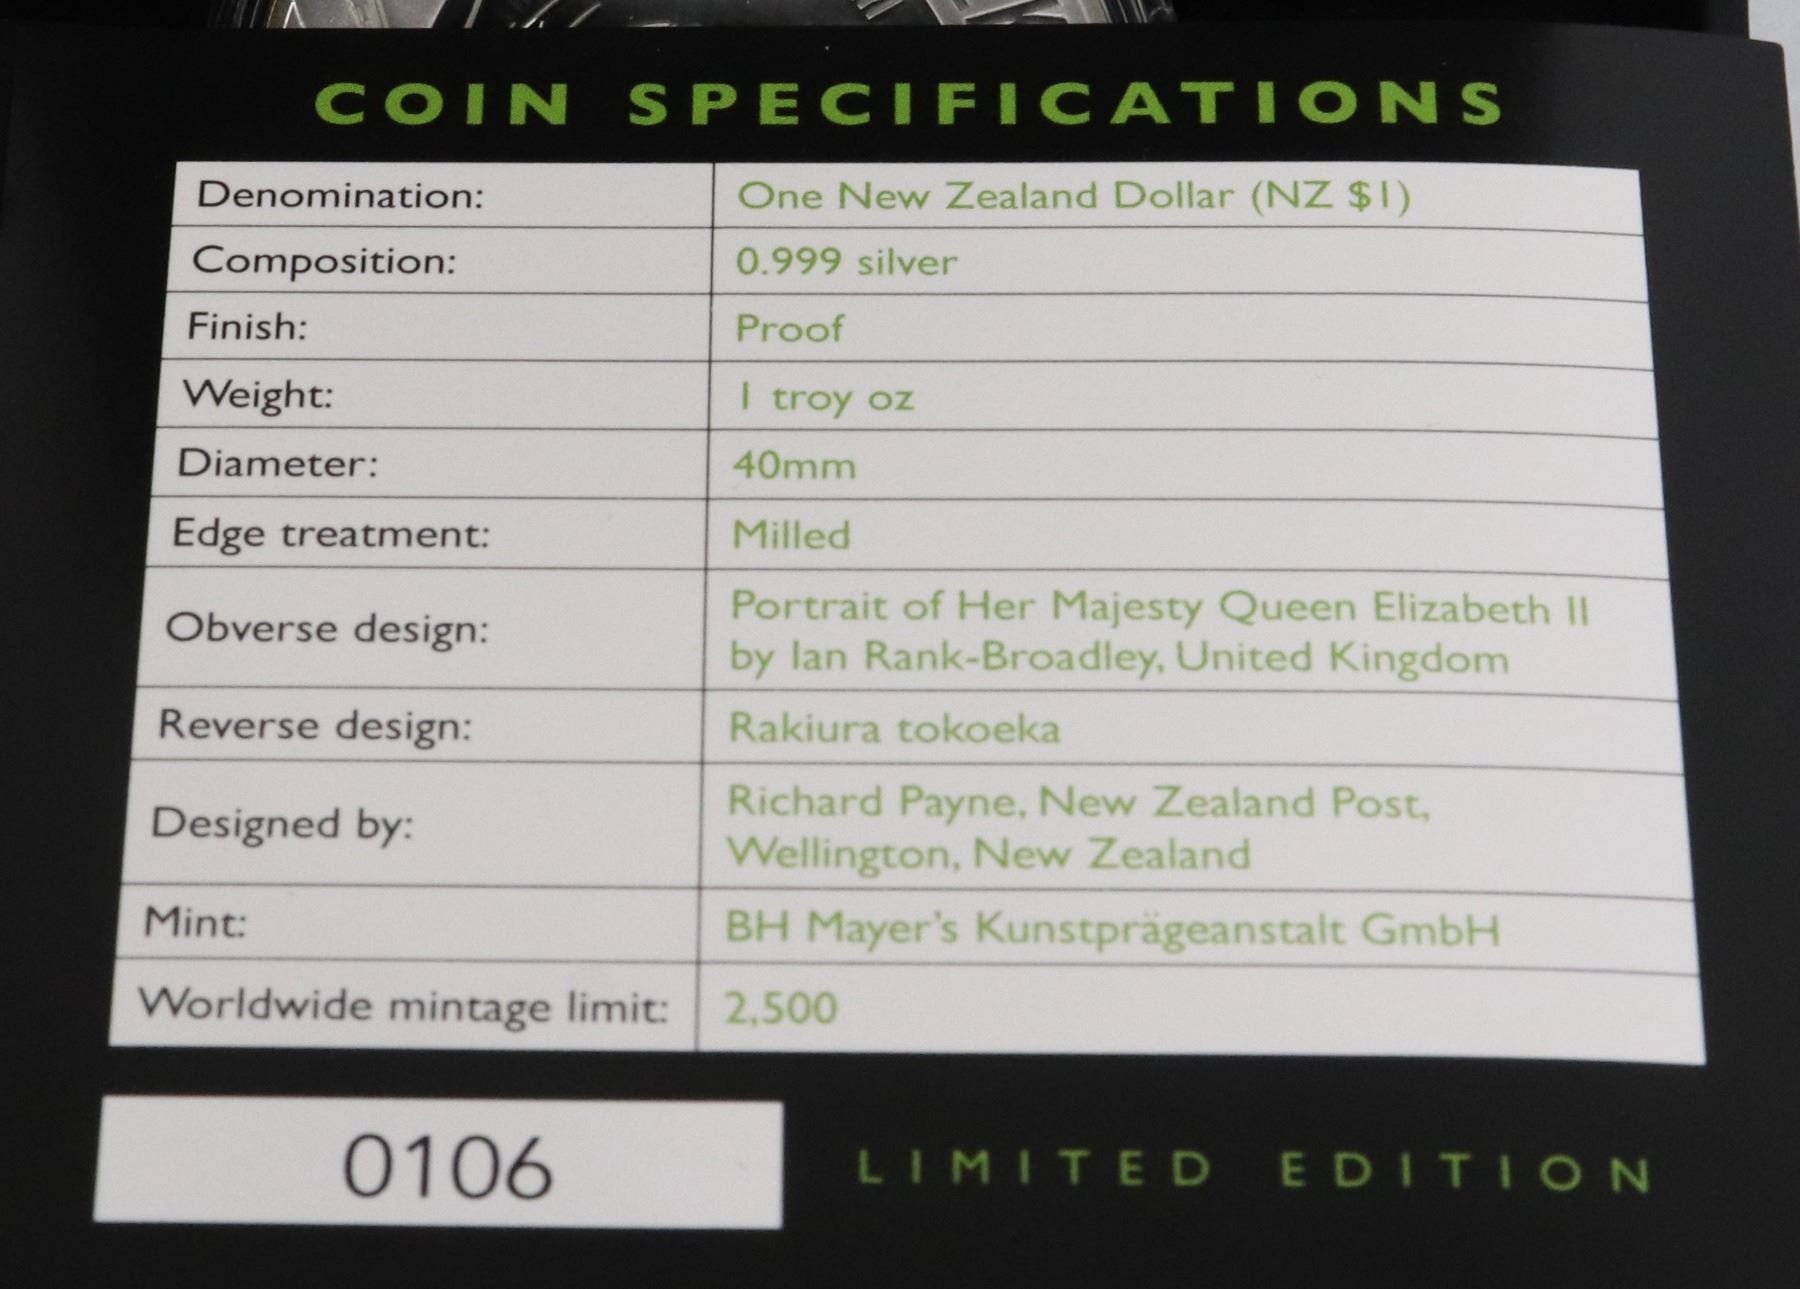 COIN SPECIFICATIONS
Denomination: One New Zealand Dollar (NZ $1)
Composition: 0.999 silver
Finish: Proof
Weight: 1 troy oz
Diameter: 40mm
Edge treatment: Milled
Obverse design: Portrait of Her Majesty Queen Elizabeth II
by Ian Rank-Broadley, United Kingdom
Reverse design: Rakiura tokoeka
Designed by: Richard Payne, New Zealand Post,
Wellington, New Zealand
Mint: BH Mayer's Kunstprägeanstalt GmbH
Worldwide mintage limit: 2,500
0106 LIMITED EDITION